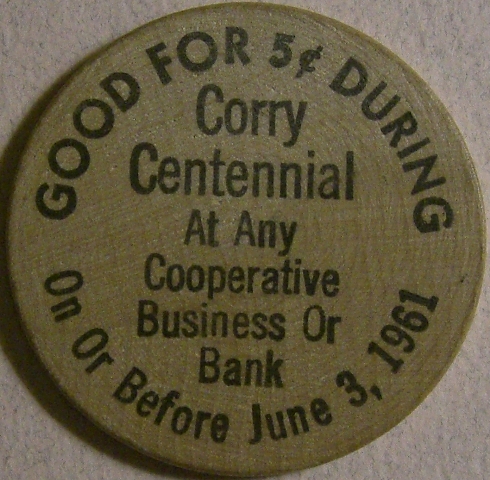 GOOD FOR 5¢ DURING
Corry
Centennial
At Any
Cooperative
Business Or
Bank
On Or Before June 3, 1961